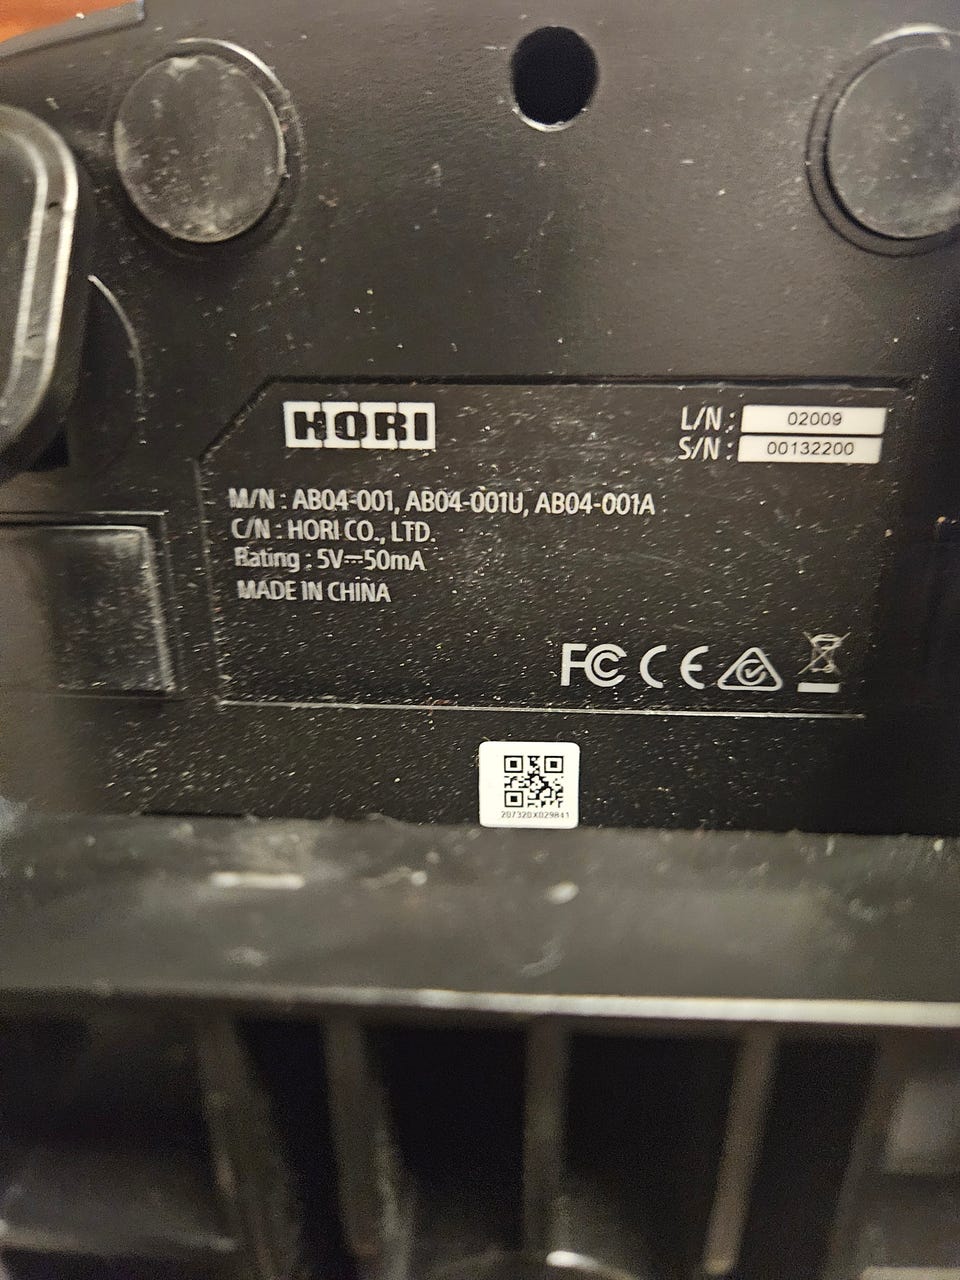 HORI
L/N : 02009
S/N : 00132200
M/N : AB04-001, AB04-001U, AB04-001A
C/N : HORI CO., LTD.
Rating : 5V⎓50mA
MADE IN CHINA
FC CE
20732DX029841